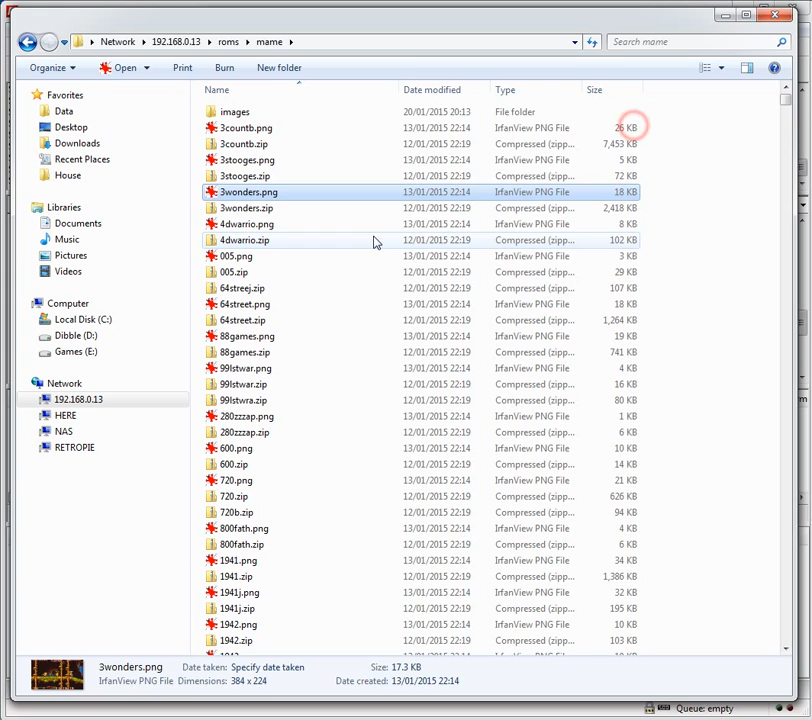 Network ▸ 192.168.0.13 ▸ roms ▸ mame ▸ Search mame
Organize Open Print Burn New folder
Name Date modified Type Size
Favorites
Data
Desktop
Downloads
Recent Places
House
Libraries
Documents
Music
Pictures
Videos
Computer
Local Disk (C:)
Dibble (D:)
Games (E:)
Network
192.168.0.13
HERE
NAS
RETROPIE
images 20/01/2015 20:13 File folder
3countb.png 13/01/2015 22:14 IrfanView PNG File 26 KB
3countb.zip 12/01/2015 22:19 Compressed (zipp... 7,453 KB
3stooges.png 13/01/2015 22:14 IrfanView PNG File 5 KB
3stooges.zip 12/01/2015 22:19 Compressed (zipp... 72 KB
3wonders.png 13/01/2015 22:14 IrfanView PNG File 18 KB
3wonders.zip 12/01/2015 22:19 Compressed (zipp... 2,418 KB
4dwarrio.png 13/01/2015 22:14 IrfanView PNG File 8 KB
4dwarrio.zip 12/01/2015 22:19 Compressed (zipp... 102 KB
005.png 13/01/2015 22:14 IrfanView PNG File 3 KB
005.zip 12/01/2015 22:19 Compressed (zipp... 29 KB
64streej.zip 12/01/2015 22:19 Compressed (zipp... 107 KB
64street.png 13/01/2015 22:14 IrfanView PNG File 18 KB
64street.zip 12/01/2015 22:19 Compressed (zipp... 1,264 KB
88games.png 13/01/2015 22:14 IrfanView PNG File 19 KB
88games.zip 12/01/2015 22:19 Compressed (zipp... 741 KB
99lstwar.png 13/01/2015 22:14 IrfanView PNG File 4 KB
99lstwar.zip 12/01/2015 22:19 Compressed (zipp... 16 KB
99lstwra.zip 12/01/2015 22:19 Compressed (zipp... 80 KB
280zzzap.png 13/01/2015 22:14 IrfanView PNG File 1 KB
280zzzap.zip 12/01/2015 22:19 Compressed (zipp... 6 KB
600.png 13/01/2015 22:14 IrfanView PNG File 10 KB
600.zip 12/01/2015 22:19 Compressed (zipp... 14 KB
720.png 13/01/2015 22:14 IrfanView PNG File 21 KB
720.zip 12/01/2015 22:19 Compressed (zipp... 626 KB
720b.zip 12/01/2015 22:19 Compressed (zipp... 94 KB
800fath.png 13/01/2015 22:14 IrfanView PNG File 4 KB
800fath.zip 12/01/2015 22:19 Compressed (zipp... 6 KB
1941.png 13/01/2015 22:14 IrfanView PNG File 34 KB
1941.zip 12/01/2015 22:19 Compressed (zipp... 1,386 KB
1941j.png 13/01/2015 22:14 IrfanView PNG File 32 KB
1941j.zip 12/01/2015 22:19 Compressed (zipp... 195 KB
1942.png 13/01/2015 22:14 IrfanView PNG File 10 KB
1942.zip 12/01/2015 22:19 Compressed (zipp... 103 KB
3wonders.png Date taken: Specify date taken Size: 17.3 KB
IrfanView PNG File Dimensions: 384 x 224 Date created: 13/01/2015 22:14
Queue: empty